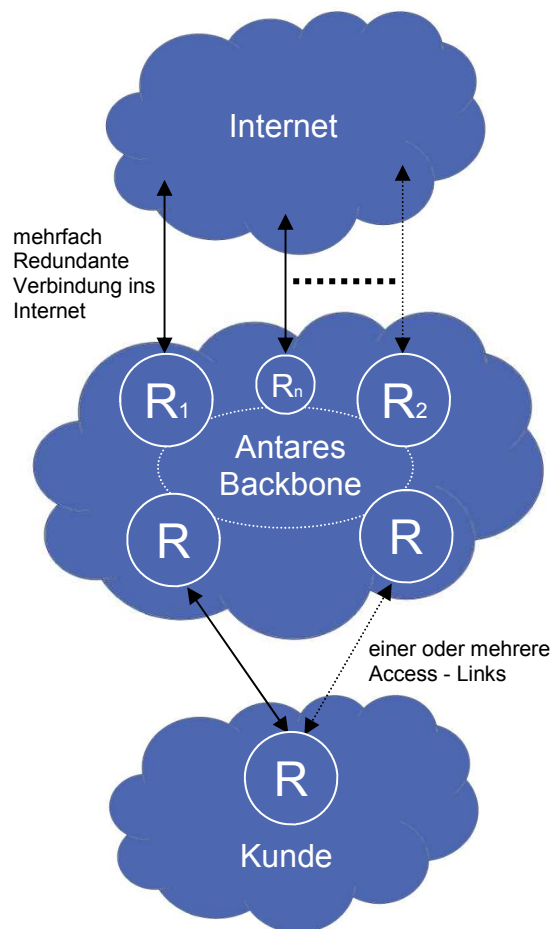 Internet
mehrfach
Redundante
Verbindung ins
Internet
R1
Rn
R2
Antares
Backbone
R
R
einer oder mehrere
Access - Links
R
Kunde